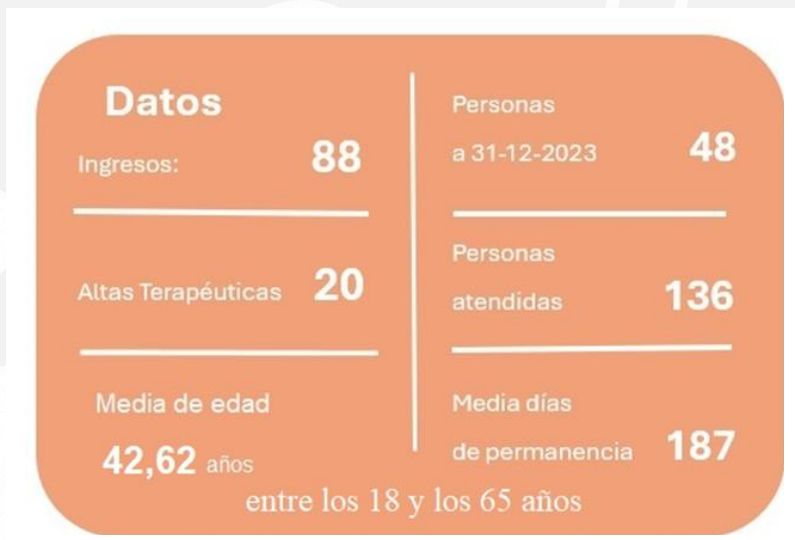 Datos
Ingresos: 88
Altas Terapéuticas 20
Media de edad
42,62 años
Personas
a 31-12-2023 48
Personas
atendidas 136
Media días
de permanencia 187
entre los 18 y los 65 años